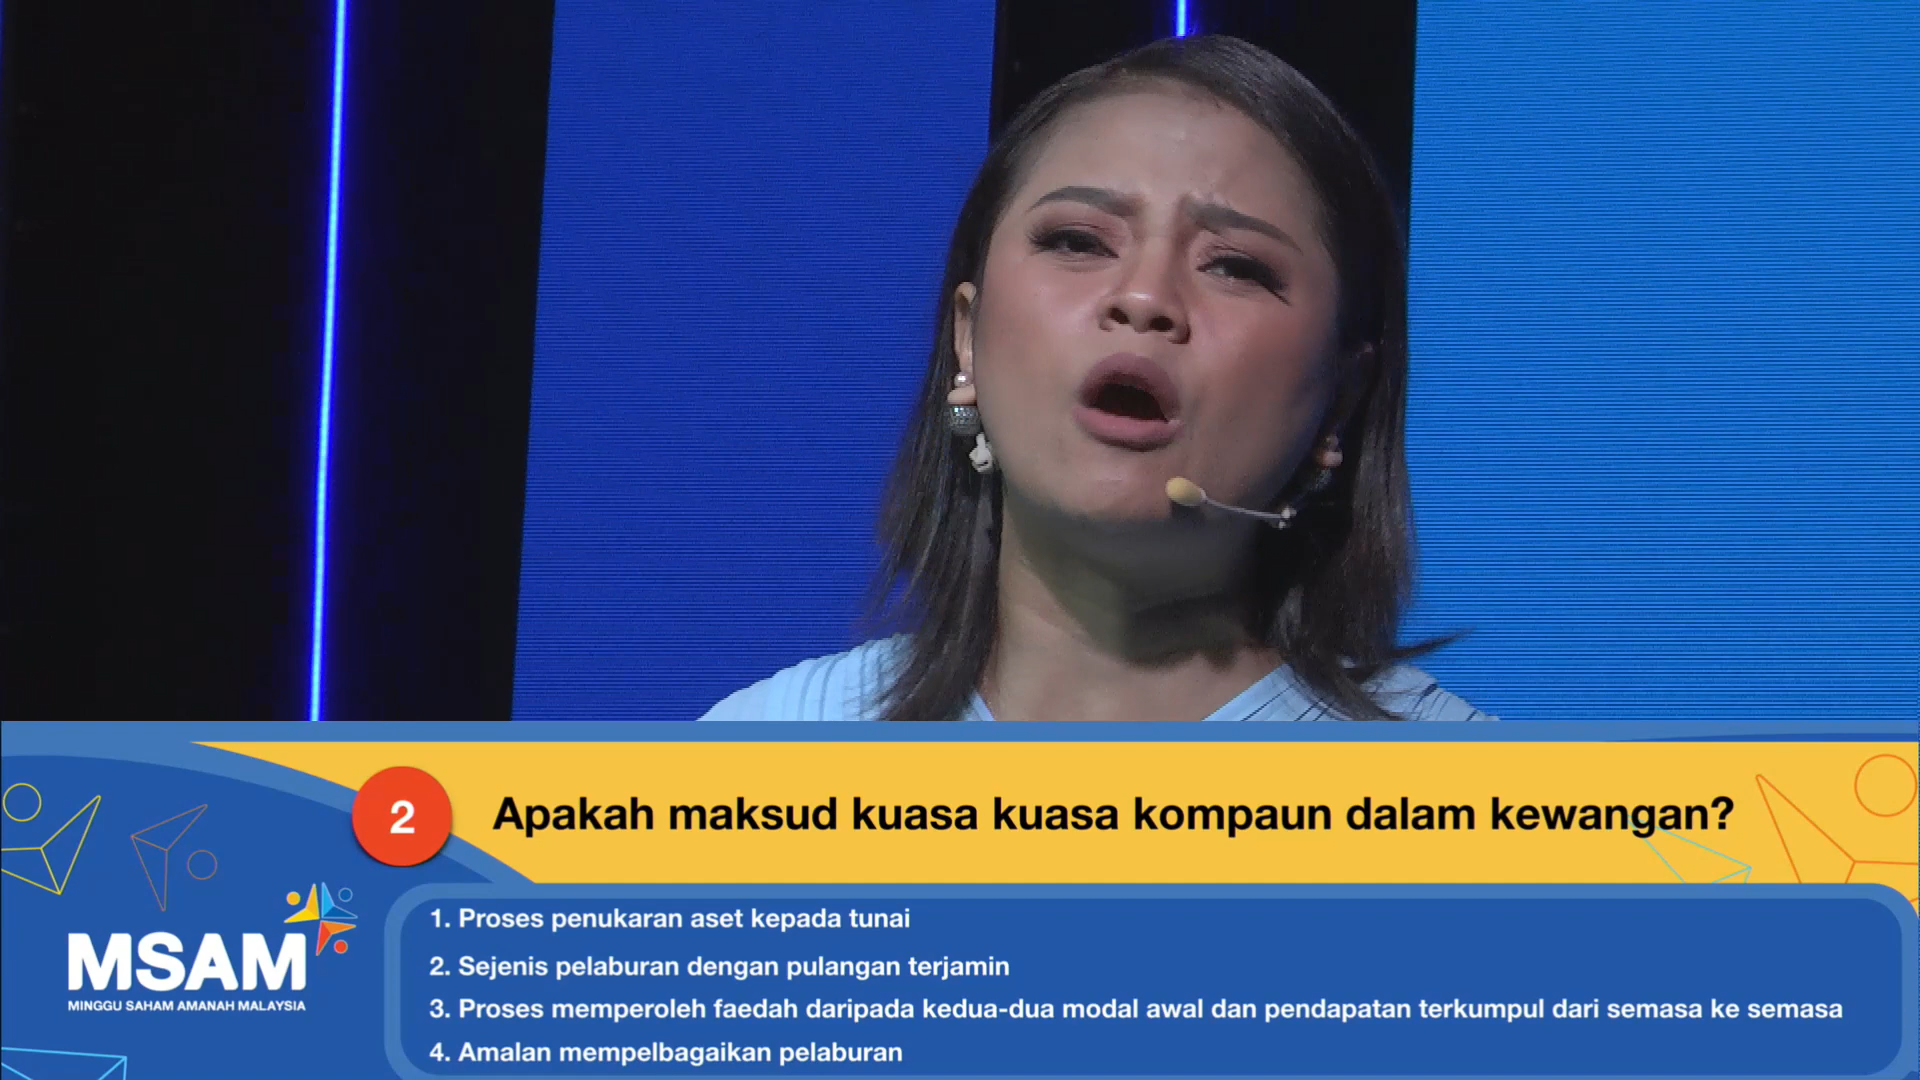 2
Apakah maksud kuasa kuasa kompaun dalam kewangan?
MSAM
MINGGU SAHAM AMANAH MALAYSIA
1. Proses penukaran aset kepada tunai
2. Sejenis pelaburan dengan pulangan terjamin
3. Proses memperoleh faedah daripada kedua-dua modal awal dan pendapatan terkumpul dari semasa ke semasa
4. Amalan mempelbagaikan pelaburan